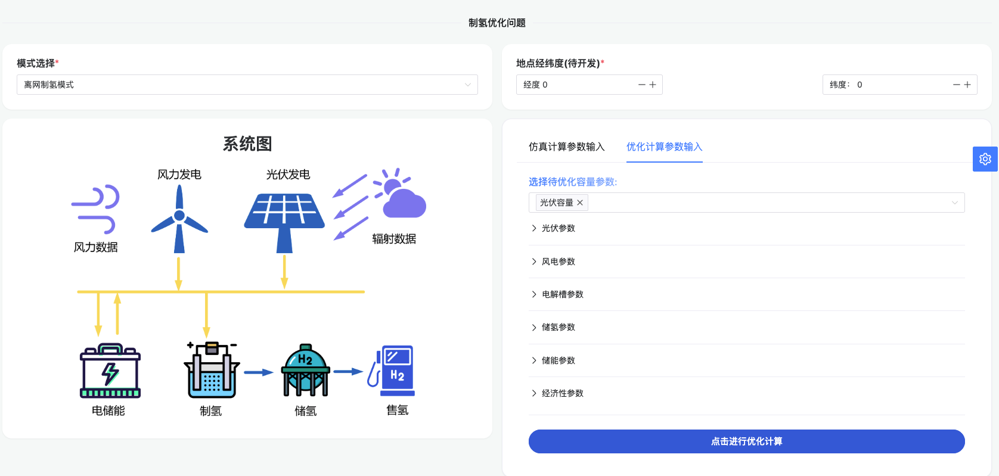 制氢优化问题
模式选择*
离网制氢模式
地点经纬度(待开发)*
经度 0
纬度： 0
系统图
风力发电
光伏发电
风力数据
辐射数据
H2
H2
电储能
制氢
储氢
售氢
仿真计算参数输入
优化计算参数输入
选择待优化容量参数:
光伏容量
光伏参数
风电参数
电解槽参数
储氢参数
储能参数
经济性参数
点击进行优化计算